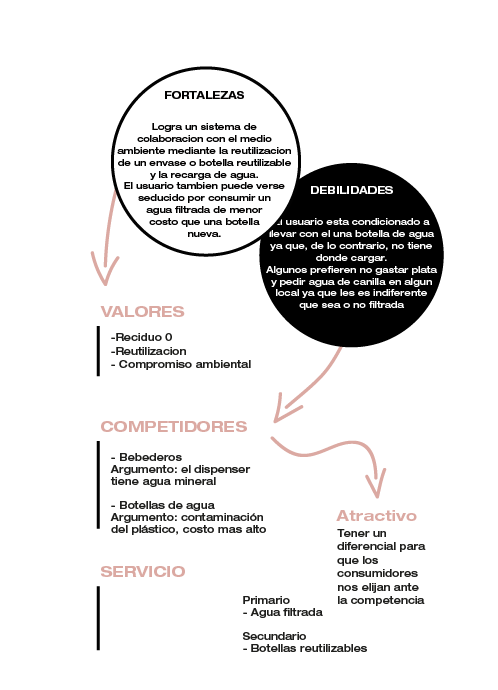 FORTALEZAS
Logra un sistema de
colaboracion con el medio
ambiente mediante la reutilizacion
de un envase o botella reutilizable
y la recarga de agua.
El usuario tambien puede verse
seducido por consumir un
agua filtrada de menor
costo que una botella
nueva.
DEBILIDADES
El usuario esta condicionado a
llevar con el una botella de agua
ya que, de lo contrario, no tiene
donde cargar.
Algunos prefieren no gastar plata
y pedir agua de canilla en algun
local ya que les es indiferente
que sea o no filtrada
VALORES
-Reciduo 0
-Reutilizacion
- Compromiso ambiental
COMPETIDORES
- Bebederos
Argumento: el dispenser
tiene agua mineral
- Botellas de agua
Argumento: contaminación
del plástico, costo mas alto
Atractivo
Tener un
diferencial para
que los
consumidores
nos elijan ante
la competencia
SERVICIO
Primario
- Agua filtrada
Secundario
- Botellas reutilizables